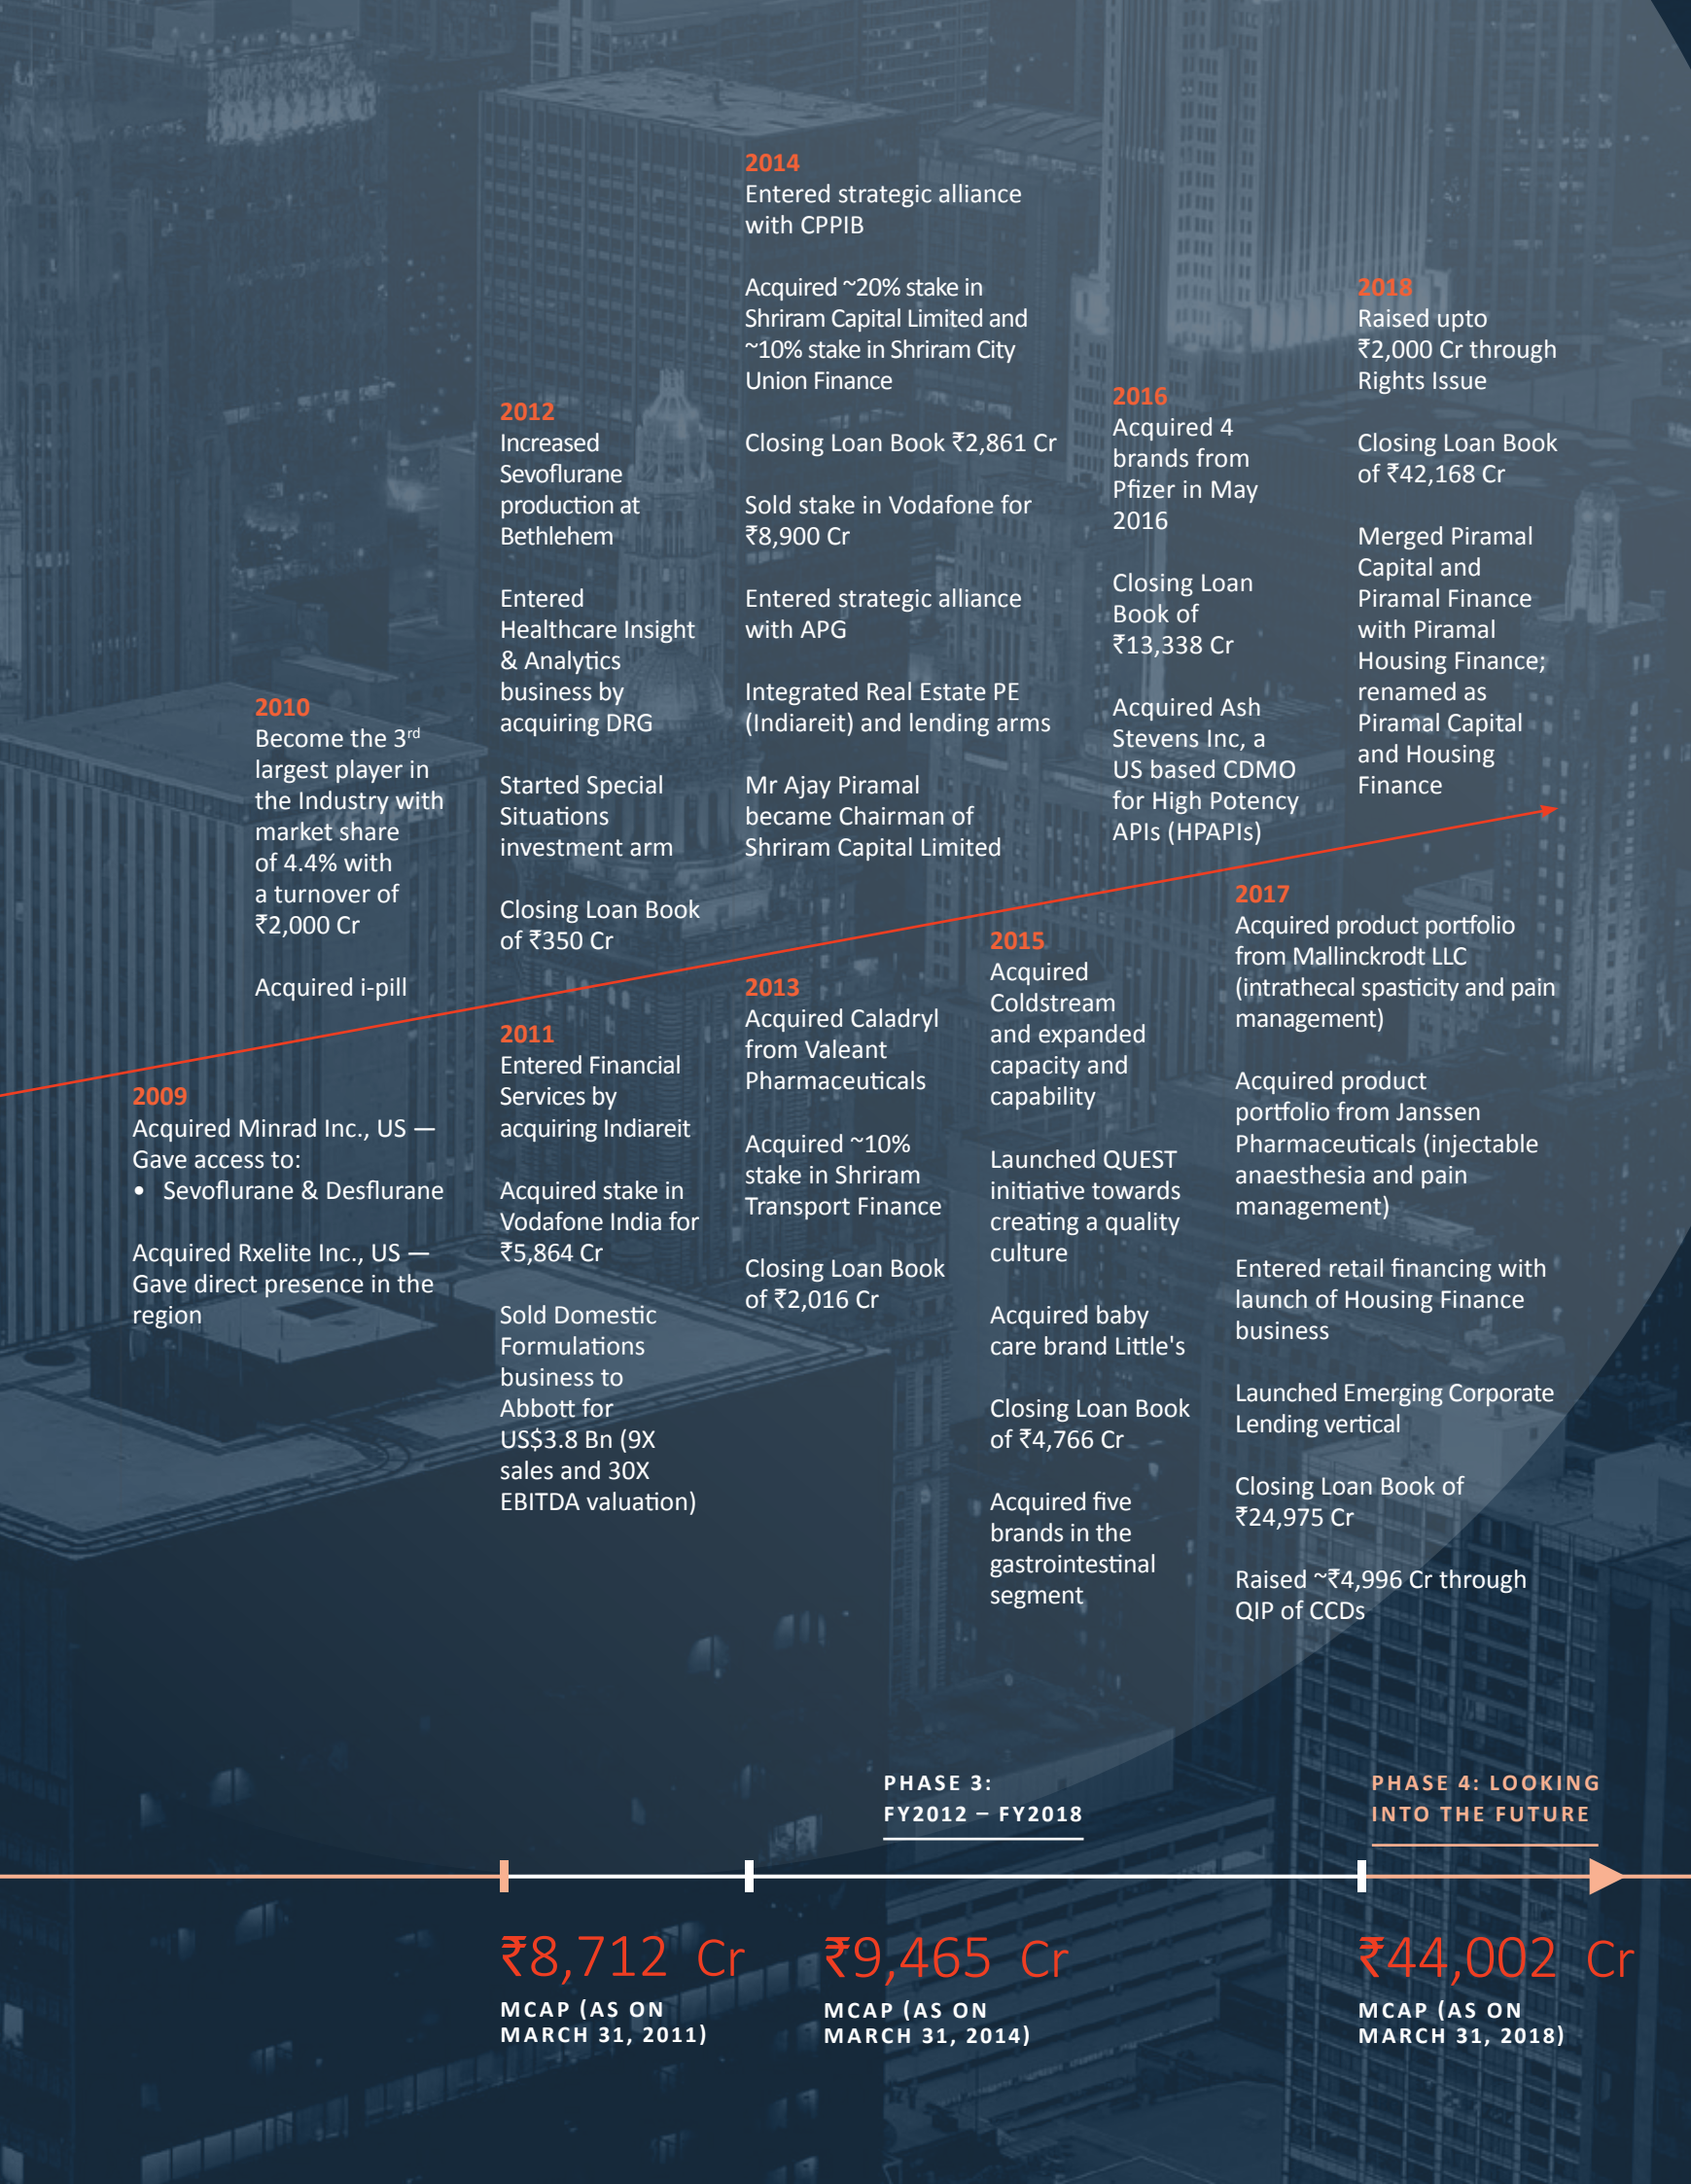 2014
Entered strategic alliance
with CPPIB
Acquired ~20% stake in
Shriram Capital Limited and
~10% stake in Shriram City
Union Finance
Closing Loan Book ₹2,861 Cr
Sold stake in Vodafone for
₹8,900 Cr
Entered strategic alliance
with APG
Integrated Real Estate PE
(Indiareit) and lending arms
Mr Ajay Piramal
became Chairman of
Shriram Capital Limited
2018
Raised upto
₹2,000 Cr through
Rights Issue
Closing Loan Book
of ₹42,168 Cr
Merged Piramal
Capital and
Piramal Finance
with Piramal
Housing Finance;
renamed as
Piramal Capital
and Housing
Finance
2016
Acquired 4
brands from
Pfizer in May
2016
Closing Loan
Book of
₹13,338 Cr
Acquired Ash
Stevens Inc, a
US based CDMO
for High Potency
APIs (HPAPIs)
2012
Increased
Sevoflurane
production at
Bethlehem
Entered
Healthcare Insight
& Analytics
business by
acquiring DRG
Started Special
Situations
investment arm
Closing Loan Book
of ₹350 Cr
2010
Become the 3rd
largest player in
the Industry with
market share
of 4.4% with
a turnover of
₹2,000 Cr
Acquired i-pill
2009
Acquired Minrad Inc., US —
Gave access to:
• Sevoflurane & Desflurane
Acquired Rxelite Inc., US —
Gave direct presence in the
region
2011
Entered Financial
Services by
acquiring Indiareit
Acquired stake in
Vodafone India for
₹5,864 Cr
Sold Domestic
Formulations
business to
Abbott for
US$3.8 Bn (9X
sales and 30X
EBITDA valuation)
2013
Acquired Caladryl
from Valeant
Pharmaceuticals
Acquired ~10%
stake in Shriram
Transport Finance
Closing Loan Book
of ₹2,016 Cr
2015
Acquired
Coldstream
and expanded
capacity and
capability
Launched QUEST
initiative towards
creating a quality
culture
Acquired baby
care brand Little's
Closing Loan Book
of ₹4,766 Cr
Acquired five
brands in the
gastrointestinal
segment
2017
Acquired product portfolio
from Mallinckrodt LLC
(intrathecal spasticity and pain
management)
Acquired product
portfolio from Janssen
Pharmaceuticals (injectable
anaesthesia and pain
management)
Entered retail financing with
launch of Housing Finance
business
Launched Emerging Corporate
Lending vertical
Closing Loan Book of
₹24,975 Cr
Raised ~₹4,996 Cr through
QIP of CCDs
PHASE 3:
FY2012 – FY2018
PHASE 4: LOOKING
INTO THE FUTURE
₹8,712 Cr
MCAP (AS ON
MARCH 31, 2011)
₹9,465 Cr
MCAP (AS ON
MARCH 31, 2014)
₹44,002 Cr
MCAP (AS ON
MARCH 31, 2018)